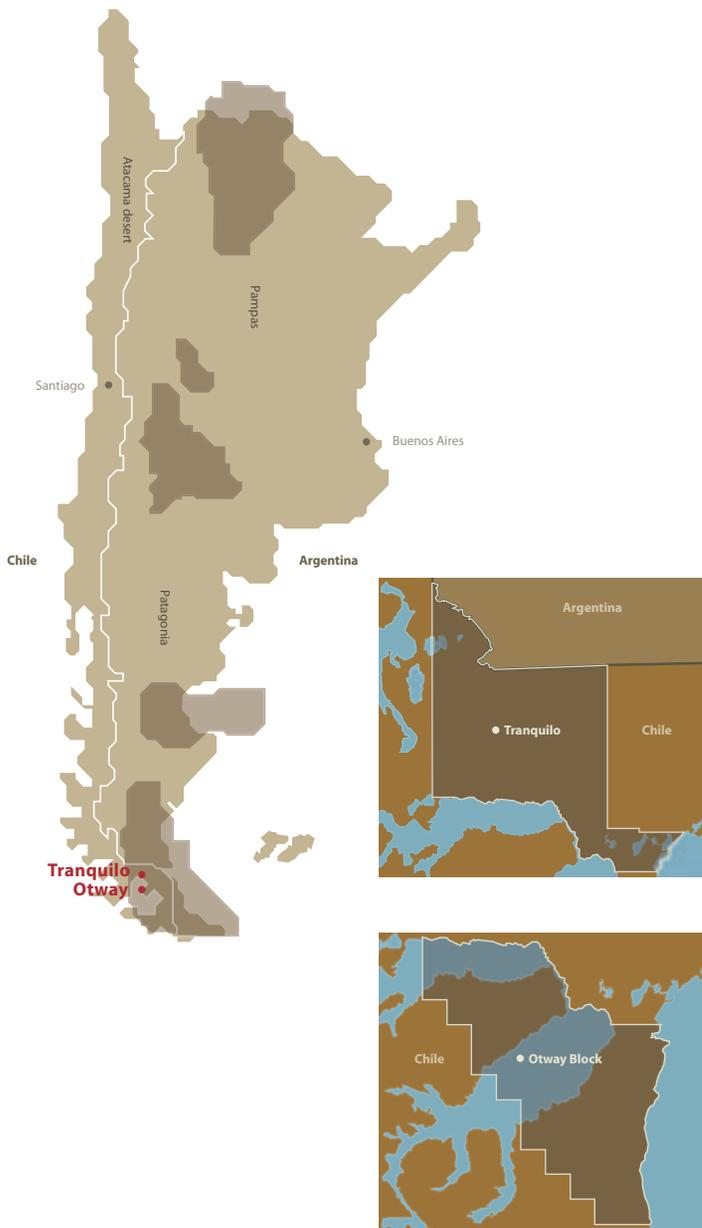 Atacama desert
Pampas
Santiago
Buenos Aires
Chile
Argentina
Patagonia
Argentina
Tranquilo
Chile
Tranquilo
Otway
Chile
Otway Block